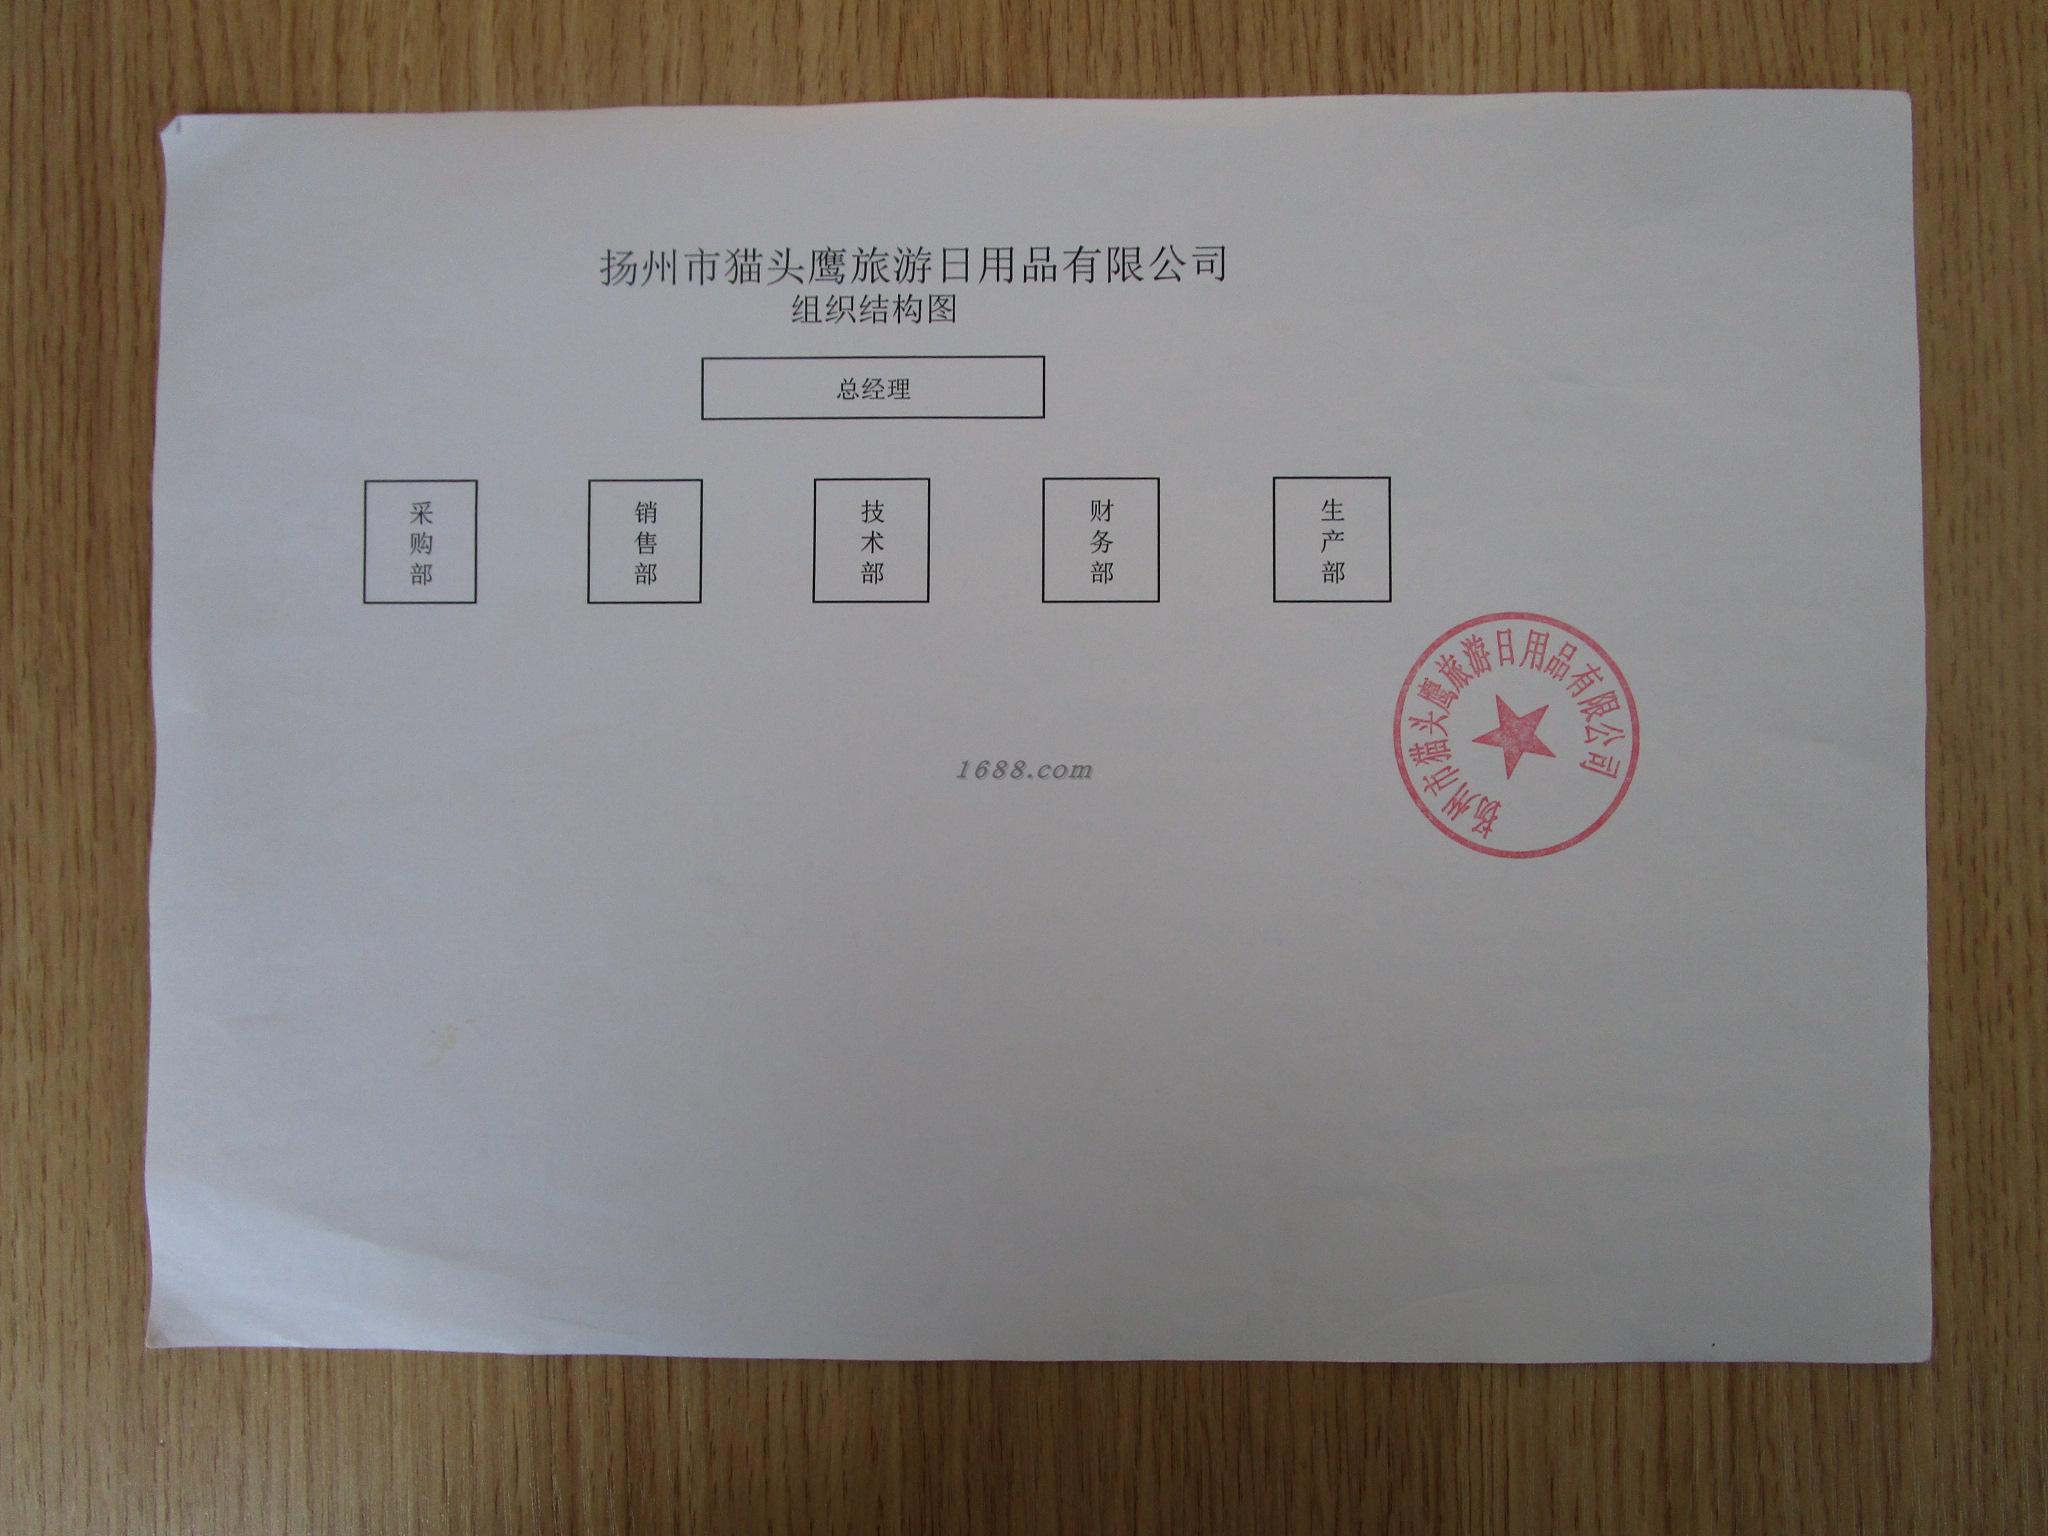 扬州市猫头鹰旅游日用品有限公司
组织结构图
总经理
采购部
销售部
技术部
财务部
生产部
扬州市猫头鹰旅游日用品有限公司
1688.com